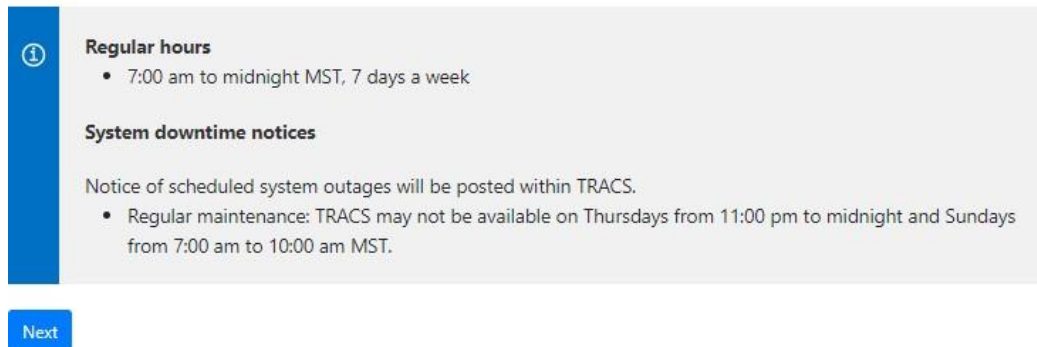 Regular hours
• 7:00 am to midnight MST, 7 days a week
System downtime notices
Notice of scheduled system outages will be posted within TRACS.
• Regular maintenance: TRACS may not be available on Thursdays from 11:00 pm to midnight and Sundays
from 7:00 am to 10:00 am MST.
Next